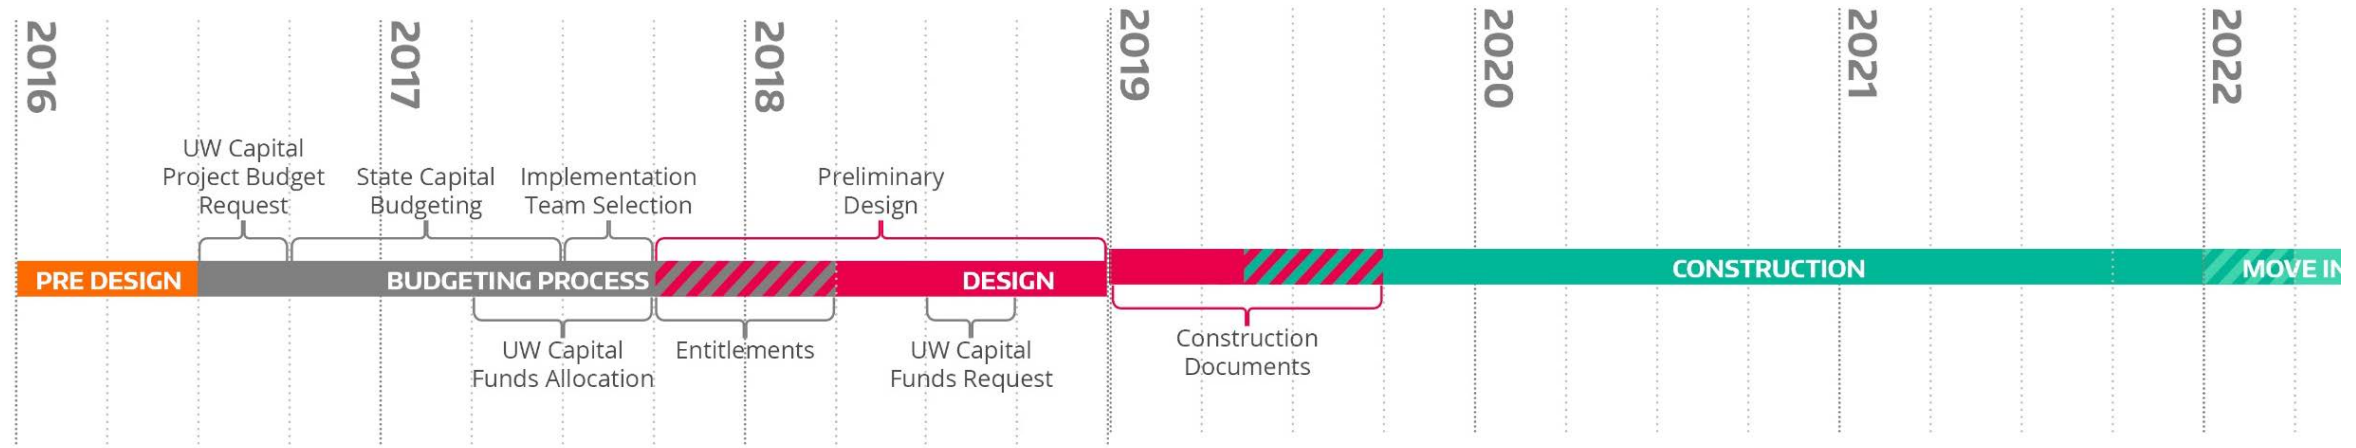 2016
2017
2018
2019
2020
2021
2022
UW Capital
Project Budget
Request
State Capital
Budgeting
Implementation
Team Selection
Preliminary
Design
PRE DESIGN
BUDGETING PROCESS
DESIGN
CONSTRUCTION
MOVE IN
UW Capital
Funds Allocation
Entitlements
UW Capital
Funds Request
Construction
Documents